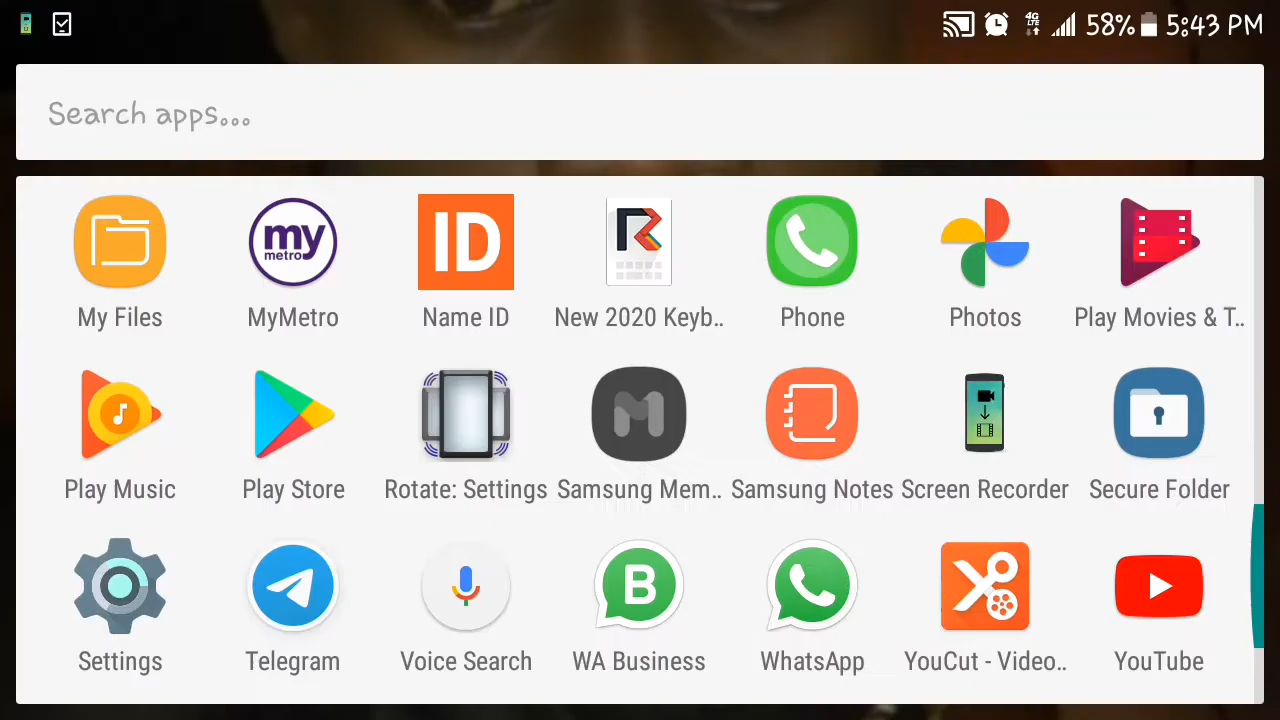 4G LTE 58% 5:43 PM
Search apps...
my metro ID R
My Files MyMetro Name ID New 2020 Keyb.. Phone Photos Play Movies & T..
M
Play Music Play Store Rotate: Settings Samsung Mem.. Samsung Notes Screen Recorder Secure Folder
B
Settings Telegram Voice Search WA Business WhatsApp YouCut - Video.. YouTube